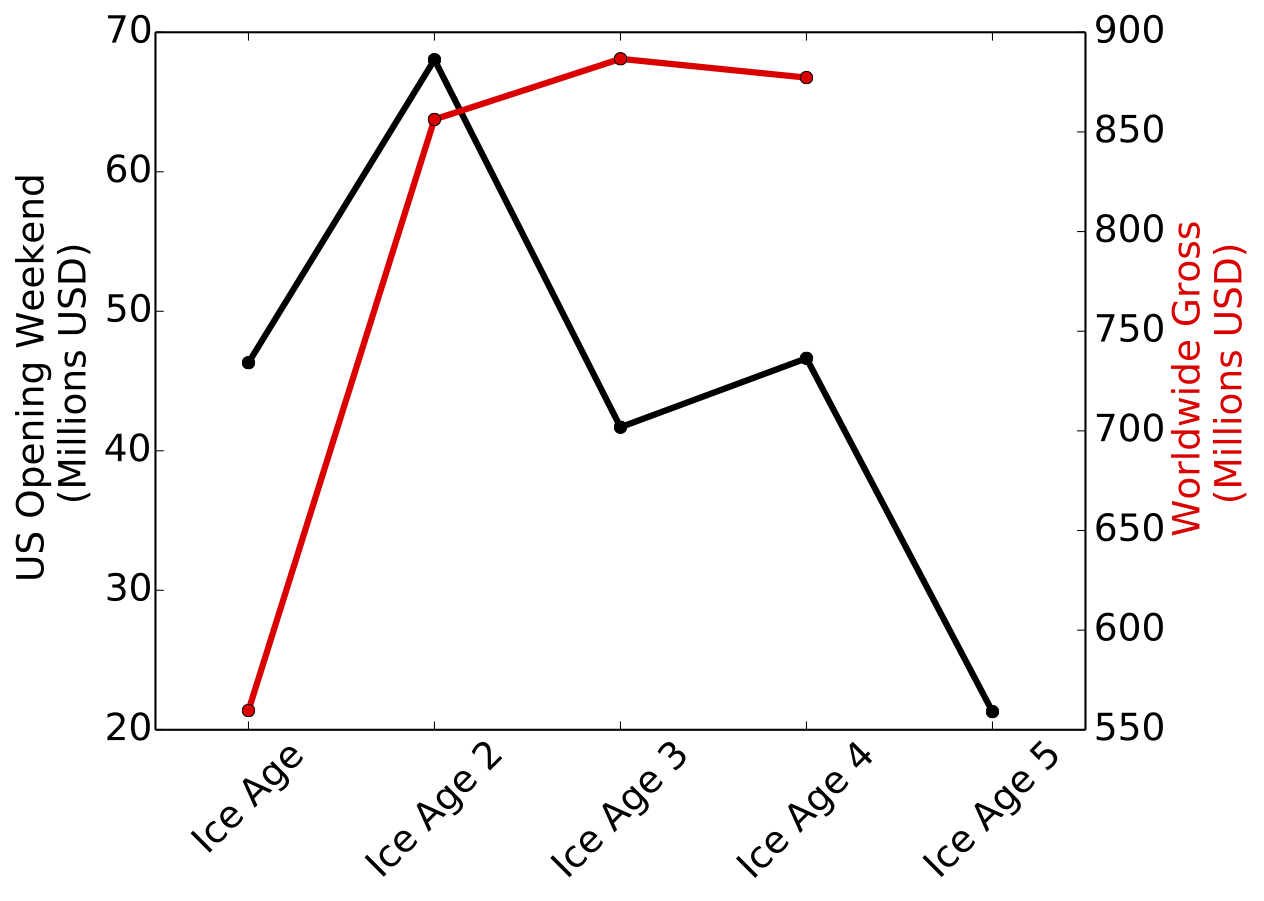 US Opening Weekend
(Millions USD)
70
60
50
40
30
20
900
850
800
750
700
650
600
550
Worldwide Gross
(Millions USD)
Ice Age
Ice Age 2
Ice Age 3
Ice Age 4
Ice Age 5